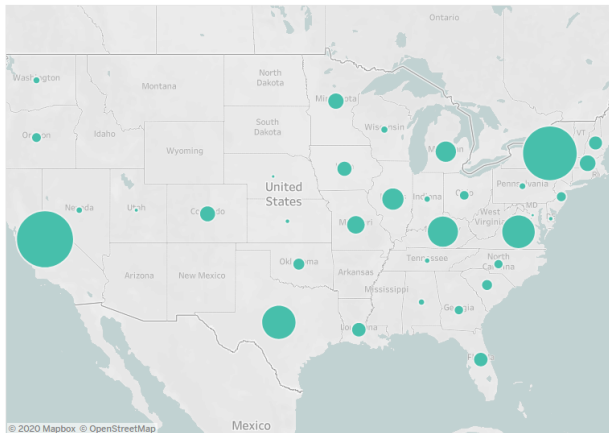 Ontario
Washington
Montana
North
Dakota
Minnesota
Oregon
Idaho
South
Dakota
Wisconsin
VT
Wyoming
Pennsylvania
United
States
Nevada
Utah
Colorado
Indiana
MD
West
Virginia
Missouri
Oklahoma
Tennessee
North
Carolina
Arizona
New Mexico
Arkansas
Mississippi
Georgia
Louisiana
Mexico
© 2020 Mapbox © OpenStreetMap